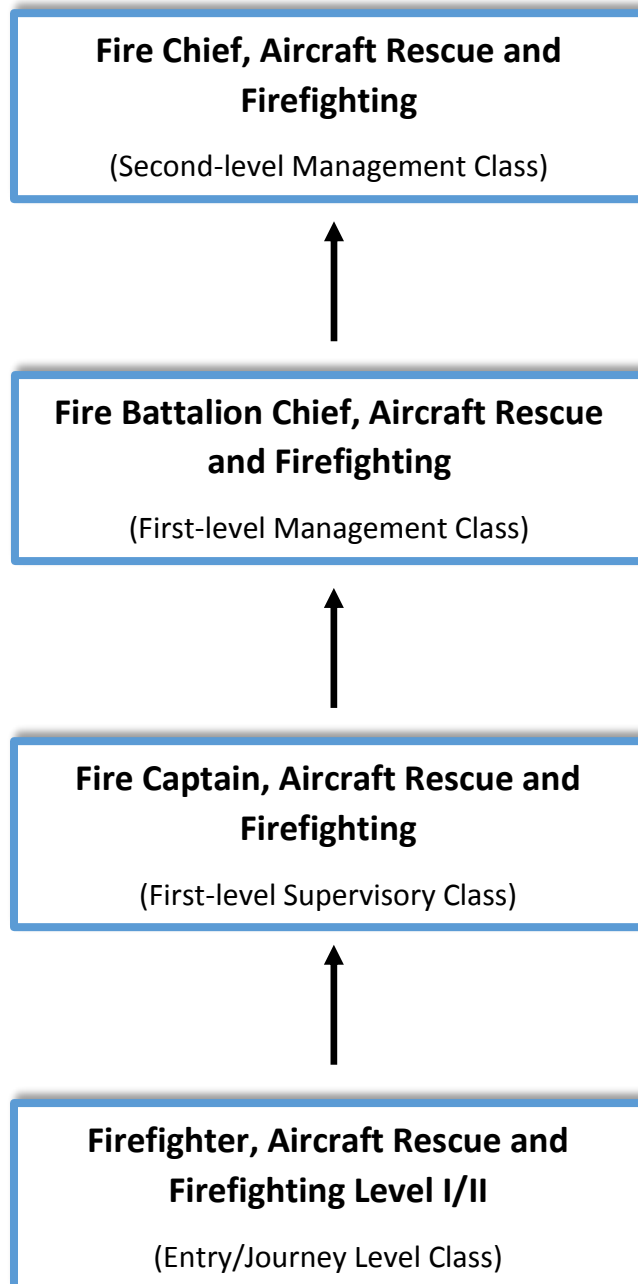 Fire Chief, Aircraft Rescue and
Firefighting
(Second-level Management Class)
Fire Battalion Chief, Aircraft Rescue
and Firefighting
(First-level Management Class)
Fire Captain, Aircraft Rescue and
Firefighting
(First-level Supervisory Class)
Firefighter, Aircraft Rescue and
Firefighting Level I/II
(Entry/Journey Level Class)